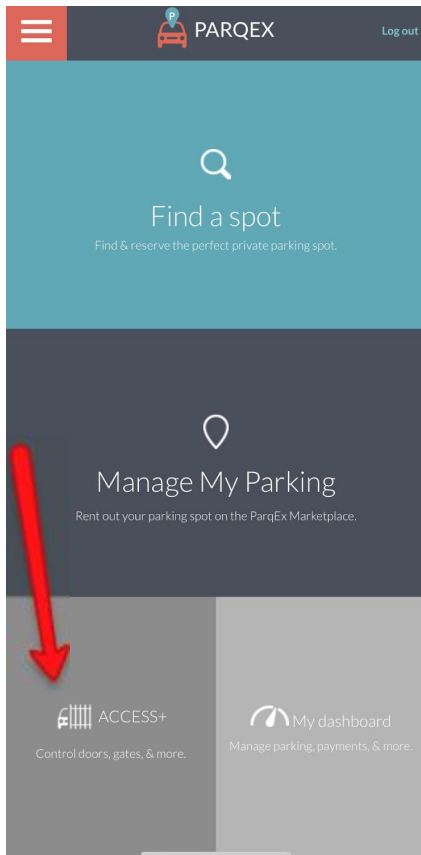 P
PARQEX
Log out
Find a spot
Find & reserve the perfect private parking spot.
Manage My Parking
Rent out your parking spot on the ParqEx Marketplace.
ACCESS+
Control doors, gates, & more.
My dashboard
Manage parking, payments, & more.